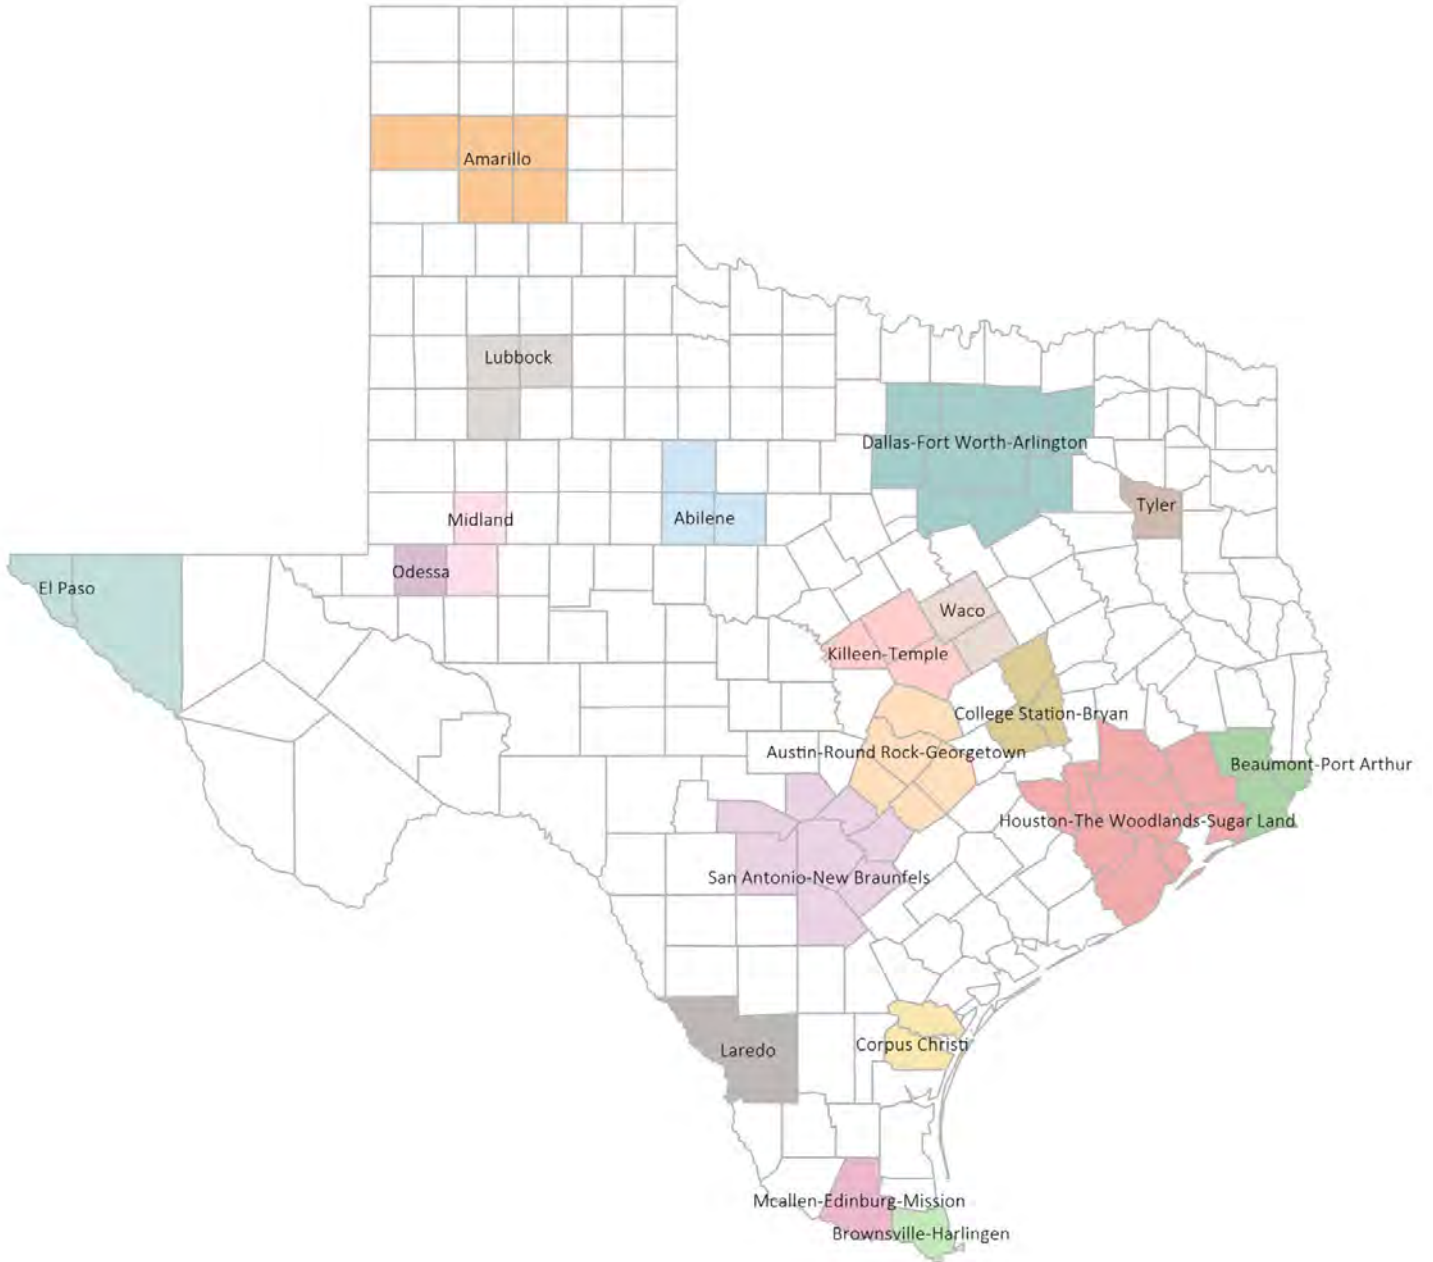 Amarillo
Lubbock
Dallas-Fort Worth-Arlington
Tyler
Midland
Abilene
Odessa
El Paso
Waco
Killeen-Temple
College Station-Bryan
Austin-Round Rock-Georgetown
Beaumont-Port Arthur
Houston-The Woodlands-Sugar Land
San Antonio-New Braunfels
Corpus Christi
Laredo
Mcallen-Edinburg-Mission
Brownsville-Harlingen